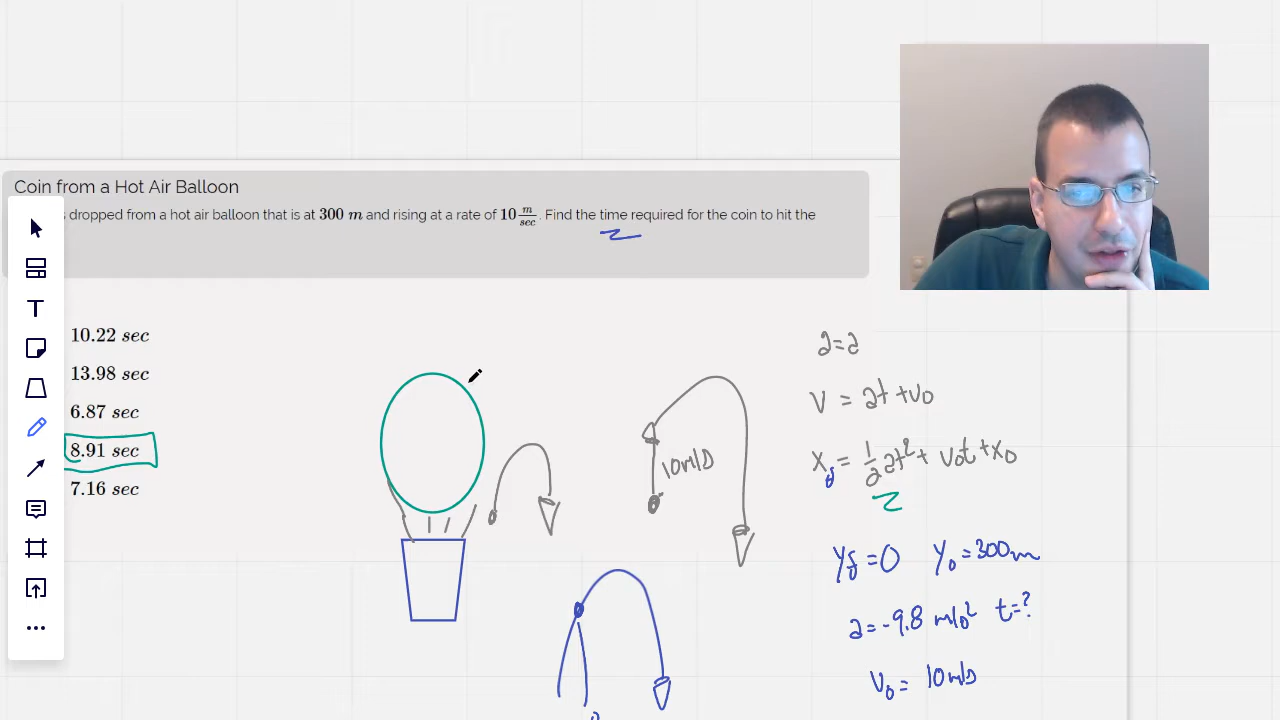 Coin from a Hot Air Balloon
s dropped from a hot air balloon that is at 300 m and rising at a rate of 10 m/sec. Find the time required for the coin to hit the
10.22 sec
13.98 sec
6.87 sec
8.91 sec
7.16 sec
T
10m/s
a=a
V = at+v0
Xf = 1/2 at²+ v0t+x0
yf=0 y0=300m
a=-9.8 m/s² t=?
V0= 10m/s